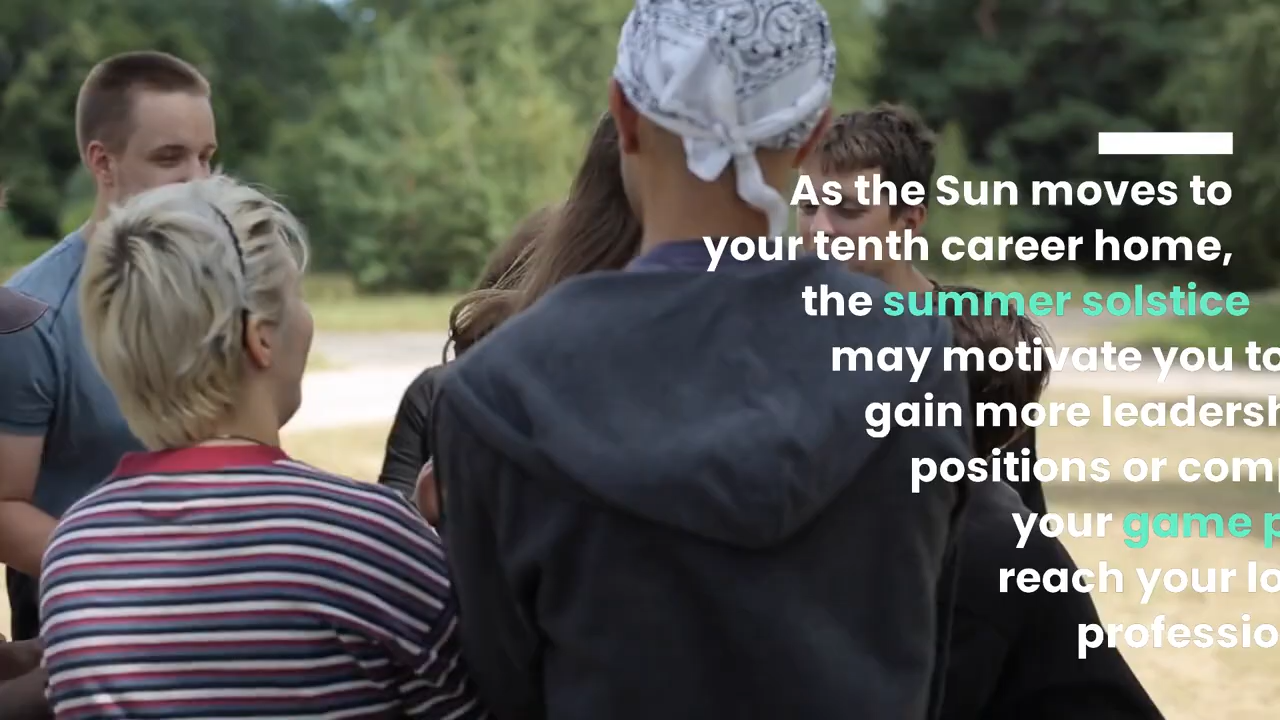 As the Sun moves to
your tenth career home,
the summer solstice
may motivate you to
gain more
positions or
your game
reach your